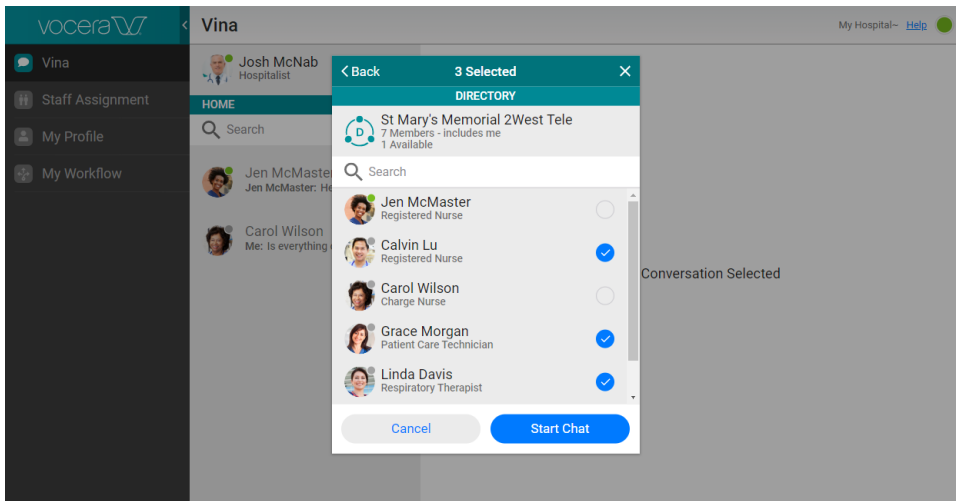 vocera
Vina
My Hospital~ Help
Vina
Staff Assignment
My Profile
My Workflow
Josh McNab
Hospitalist
HOME
Search
Jen McMaste
Jen McMaster: He
Carol Wilson
Me: Is everything
Back 3 Selected
DIRECTORY
D
St Mary's Memorial 2West Tele
7 Members - includes me
1 Available
Search
Jen McMaster
Registered Nurse
Calvin Lu
Registered Nurse
Carol Wilson
Charge Nurse
Grace Morgan
Patient Care Technician
Linda Davis
Respiratory Therapist
Cancel Start Chat
Conversation Selected